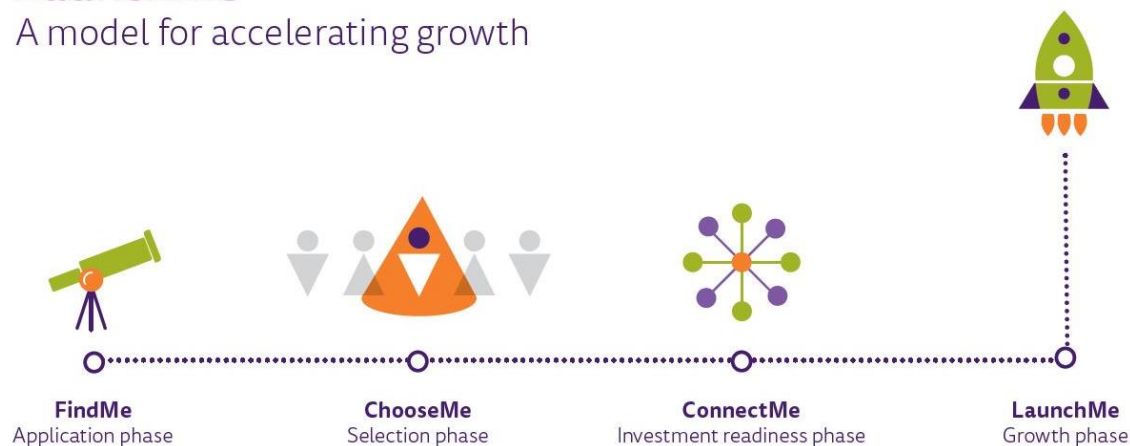 A model for accelerating growth
FindMe
Application phase
ChooseMe
Selection phase
ConnectMe
Investment readiness phase
LaunchMe
Growth phase